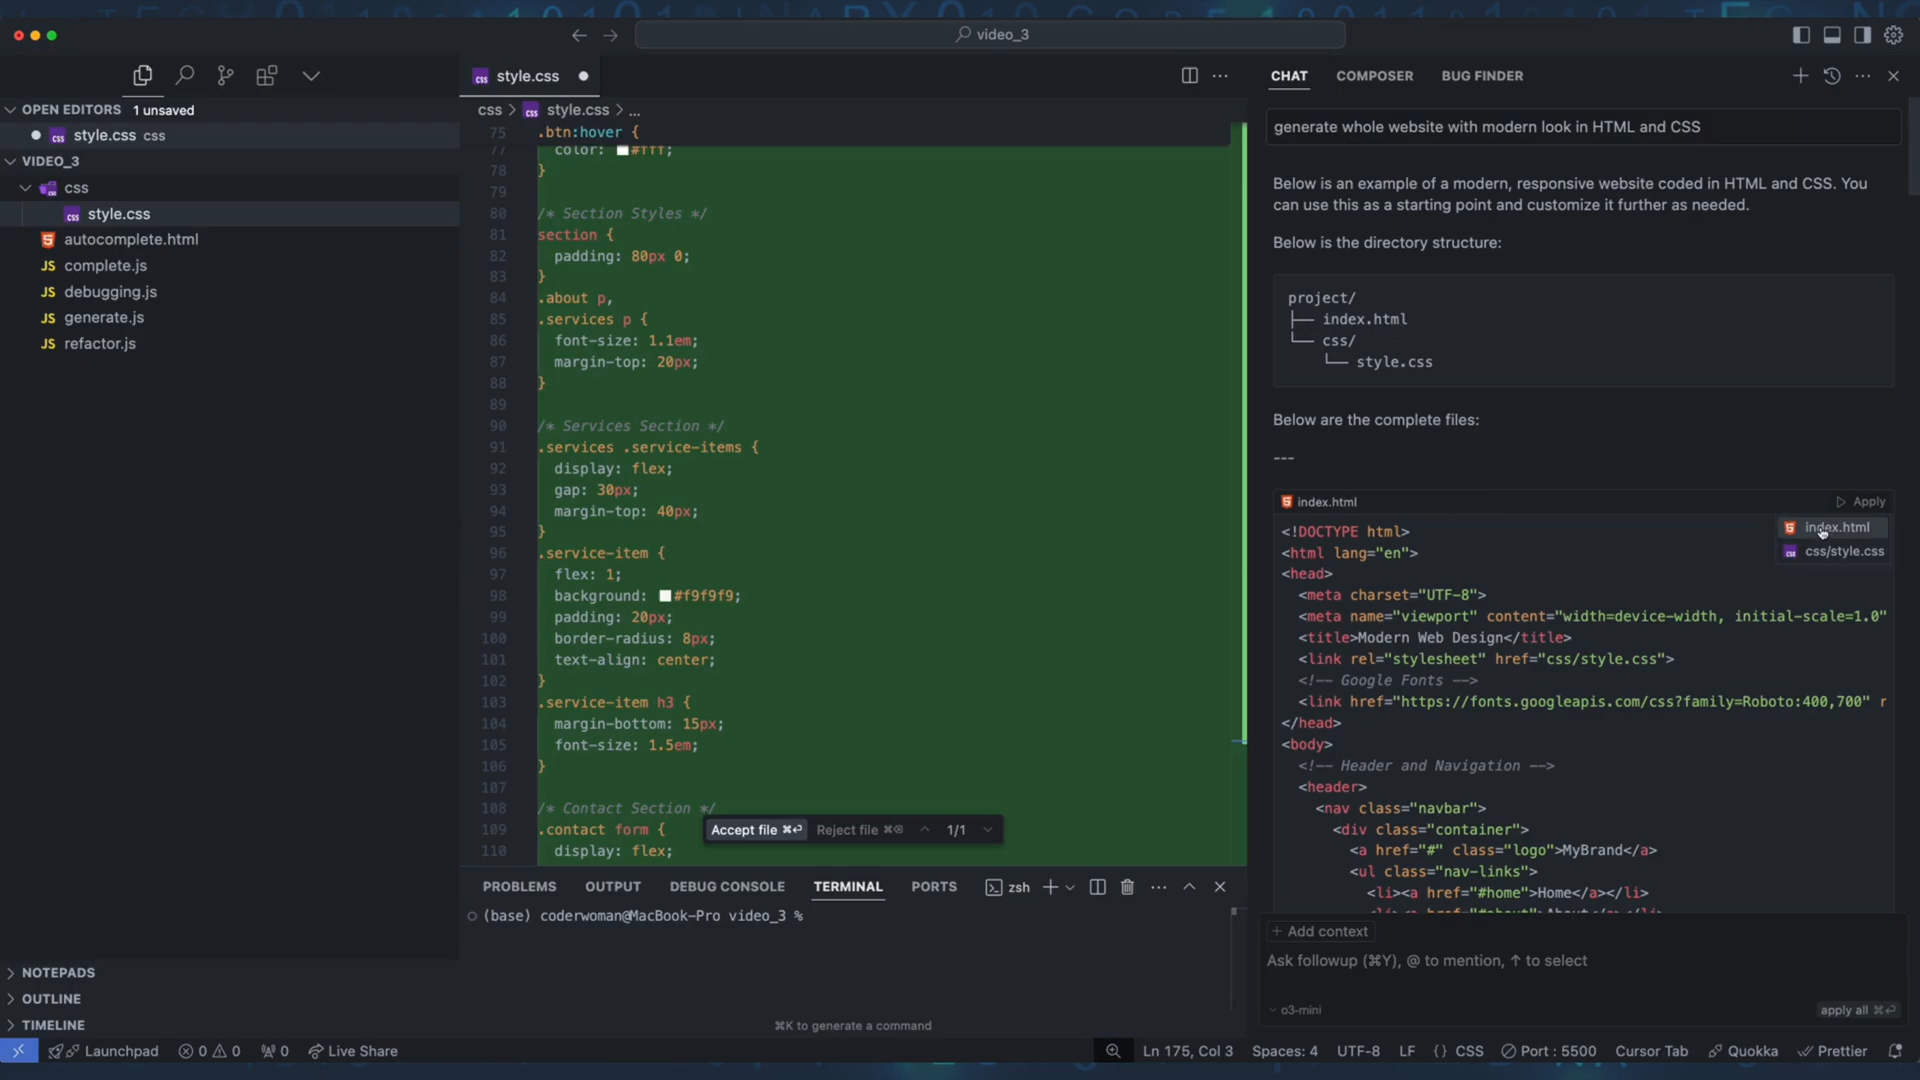 video_3
OPEN EDITORS 1 unsaved
style.css css
VIDEO_3
css
style.css
autocomplete.html
JS complete.js
JS debugging.js
JS generate.js
JS refactor.js
NOTEPADS
OUTLINE
TIMELINE
style.css
css > style.css > ...
75 .btn:hover {
77 color: #fff;
78 }
79
80 /* Section Styles */
81 section {
82 padding: 80px 0;
83 }
84 .about p,
85 .services p {
86 font-size: 1.1em;
87 margin-top: 20px;
88 }
89
90 /* Services Section */
91 .services .service-items {
92 display: flex;
93 gap: 30px;
94 margin-top: 40px;
95 }
96 .service-item {
97 flex: 1;
98 background: #f9f9f9;
99 padding: 20px;
100 border-radius: 8px;
101 text-align: center;
102 }
103 .service-item h3 {
104 margin-bottom: 15px;
105 font-size: 1.5em;
106 }
107
108 /* Contact Section */
109 .contact form {
110 display: flex;
Accept file ⌘⏎ Reject file ⌘⌫ 1/1
PROBLEMS OUTPUT DEBUG CONSOLE TERMINAL PORTS zsh
(base) coderwoman@MacBook-Pro video_3 %
⌘K to generate a command
CHAT COMPOSER BUG FINDER
generate whole website with modern look in HTML and CSS
Below is an example of a modern, responsive website coded in HTML and CSS. You
can use this as a starting point and customize it further as needed.
Below is the directory structure:
project/
├── index.html
└── css/
└── style.css
Below are the complete files:
---
index.html Apply
index.html
css/style.css
<!DOCTYPE html>
<html lang="en">
<head>
<meta charset="UTF-8">
<meta name="viewport" content="width=device-width, initial-scale=1.0"
<title>Modern Web Design</title>
<link rel="stylesheet" href="css/style.css">
<!-- Google Fonts -->
<link href="https://fonts.googleapis.com/css?family=Roboto:400,700" r
</head>
<body>
<!-- Header and Navigation -->
<header>
<nav class="navbar">
<div class="container">
<a href="#" class="logo">MyBrand</a>
<ul class="nav-links">
<li><a href="#home">Home</a></li>
+ Add context
Ask followup (⌘Y), @ to mention, ↑ to select
o3-mini apply all ⌘⏎
Launchpad 0 0 0 Live Share Ln 175, Col 3 Spaces: 4 UTF-8 LF {} CSS Port : 5500 Cursor Tab Quokka Prettier